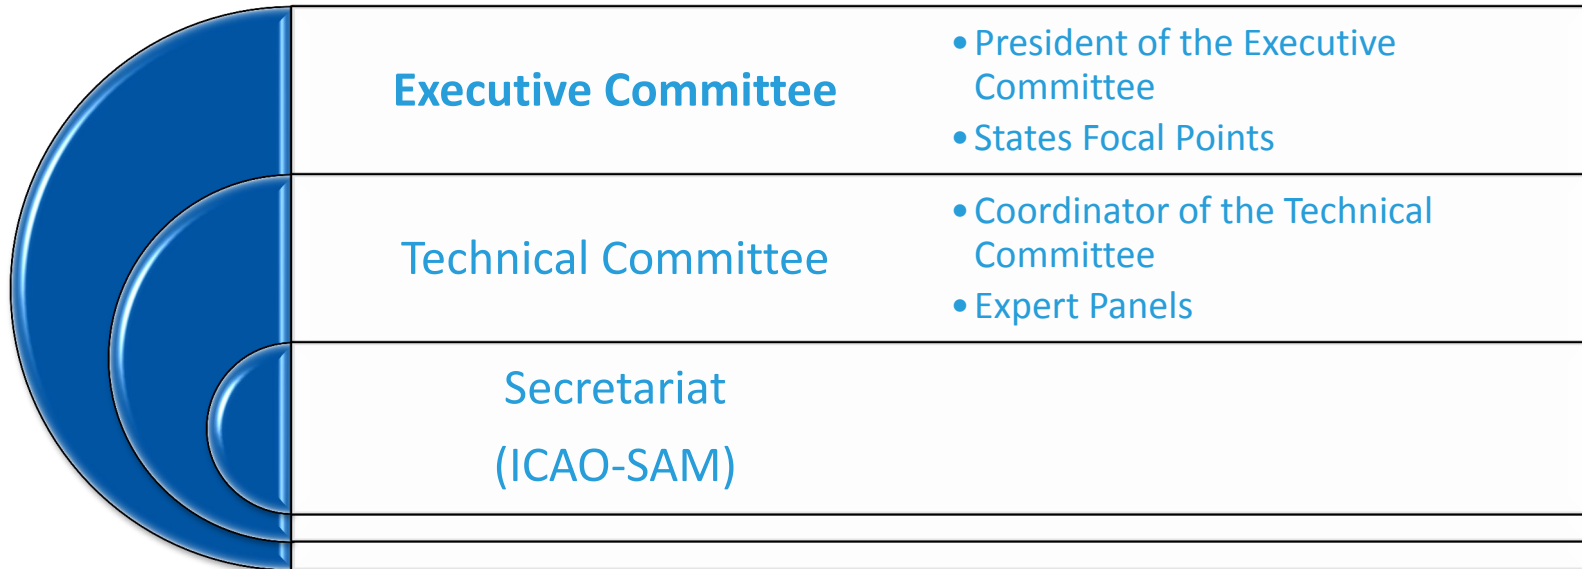 Executive Committee
•President of the Executive
Committee
•States Focal Points
Technical Committee
•Coordinator of the Technical
Committee
•Expert Panels
Secretariat
(ICAO-SAM)